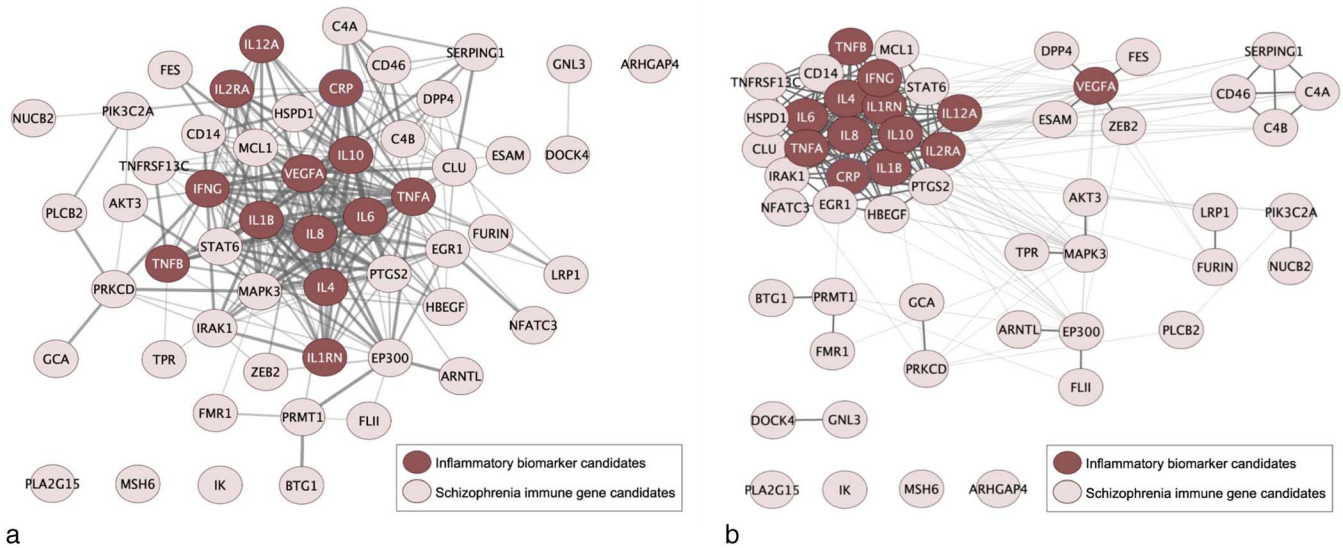 C4A
IL12A
SERPING1
CD46
GNL3
ARHGAP4
FES
IL2RA
CRP
DPP4
NUCB2
PIK3C2A
HSPD1
CD14
C4B
MCL1
IL10
ESAM
DOCK4
TNFRSF13C
VEGFA
CLU
IFNG
TNFA
AKT3
PLCB2
IL1B
IL6
IL8
FURIN
STAT6
EGR1
TNFB
PTGS2
LRP1
PRKCD
MAPK3
IL4
HBEGF
NFATC3
IRAK1
GCA
TPR
IL1RN
EP300
ZEB2
ARNTL
FMR1
PRMT1
FLII
PLA2G15
MSH6
IK
BTG1
Inflammatory biomarker candidates
Schizophrenia immune gene candidates
a
TNFB
MCL1
DPP4
FES
SERPING1
TNFRSF13C
CD14
IFNG
STAT6
VEGFA
CD46
C4A
IL4
IL1RN
HSPD1
IL6
IL12A
ESAM
ZEB2
C4B
IL8
IL10
CLU
TNFA
IL2RA
IRAK1
CRP
IL1B
PTGS2
NFATC3
EGR1
HBEGF
AKT3
LRP1
PIK3C2A
TPR
MAPK3
FURIN
NUCB2
BTG1
PRMT1
GCA
ARNTL
EP300
PLCB2
FMR1
PRKCD
FLII
DOCK4
GNL3
PLA2G15
IK
MSH6
ARHGAP4
Inflammatory biomarker candidates
Schizophrenia immune gene candidates
b